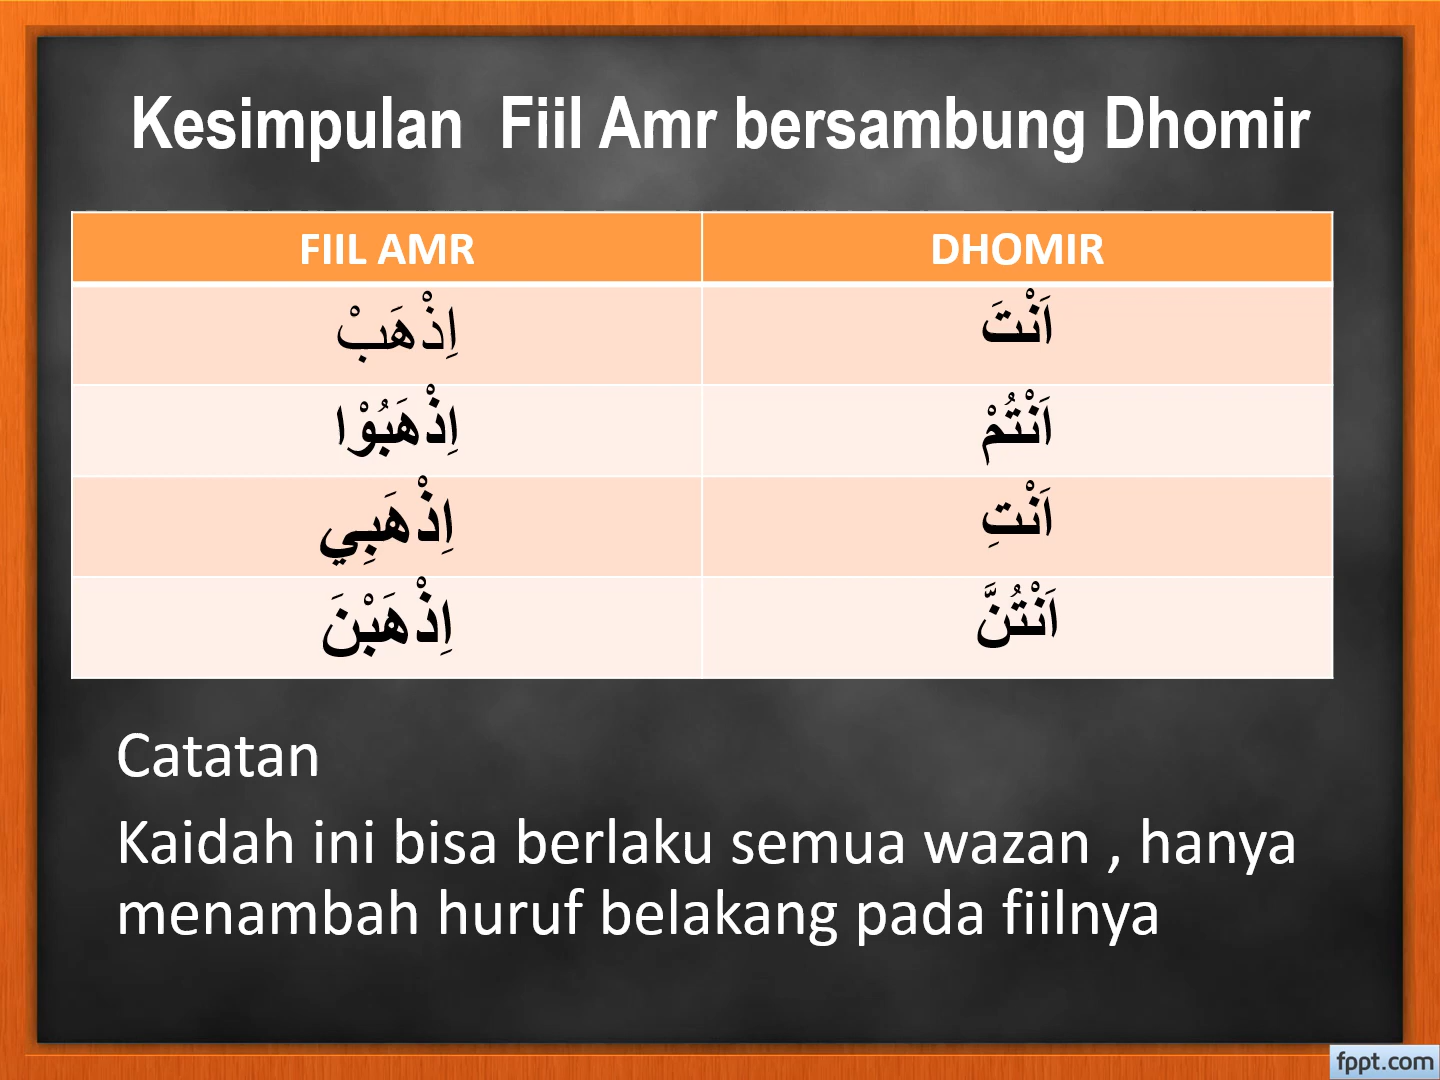 Kesimpulan Fiil Amr bersambung Dhomir
FIIL AMR DHOMIR
اِذْهَبْ اَنْتَ
اِذْهَبُوْا اَنْتُمْ
اِذْهَبِي اَنْتِ
اِذْهَبْنَ اَنْتُنَّ
Catatan
Kaidah ini bisa berlaku semua wazan , hanya
menambah huruf belakang pada fiilnya
fppt.com